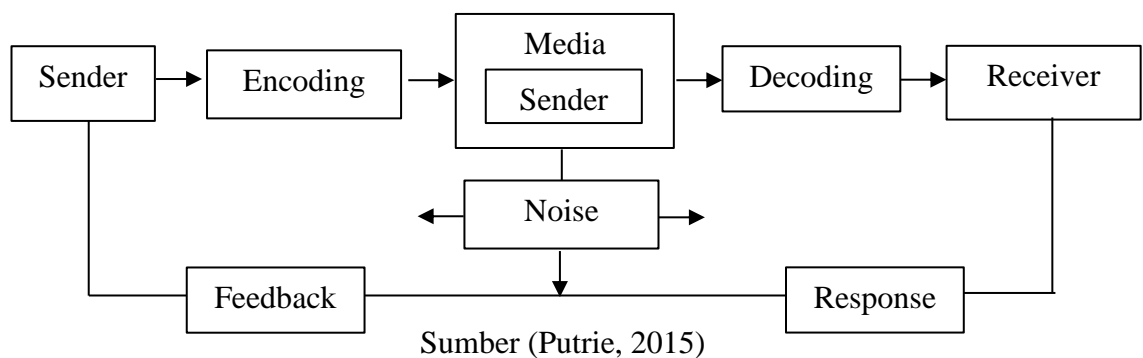 Sender
Encoding
Media
Sender
Decoding
Receiver
Noise
Feedback
Response
Sumber (Putrie, 2015)